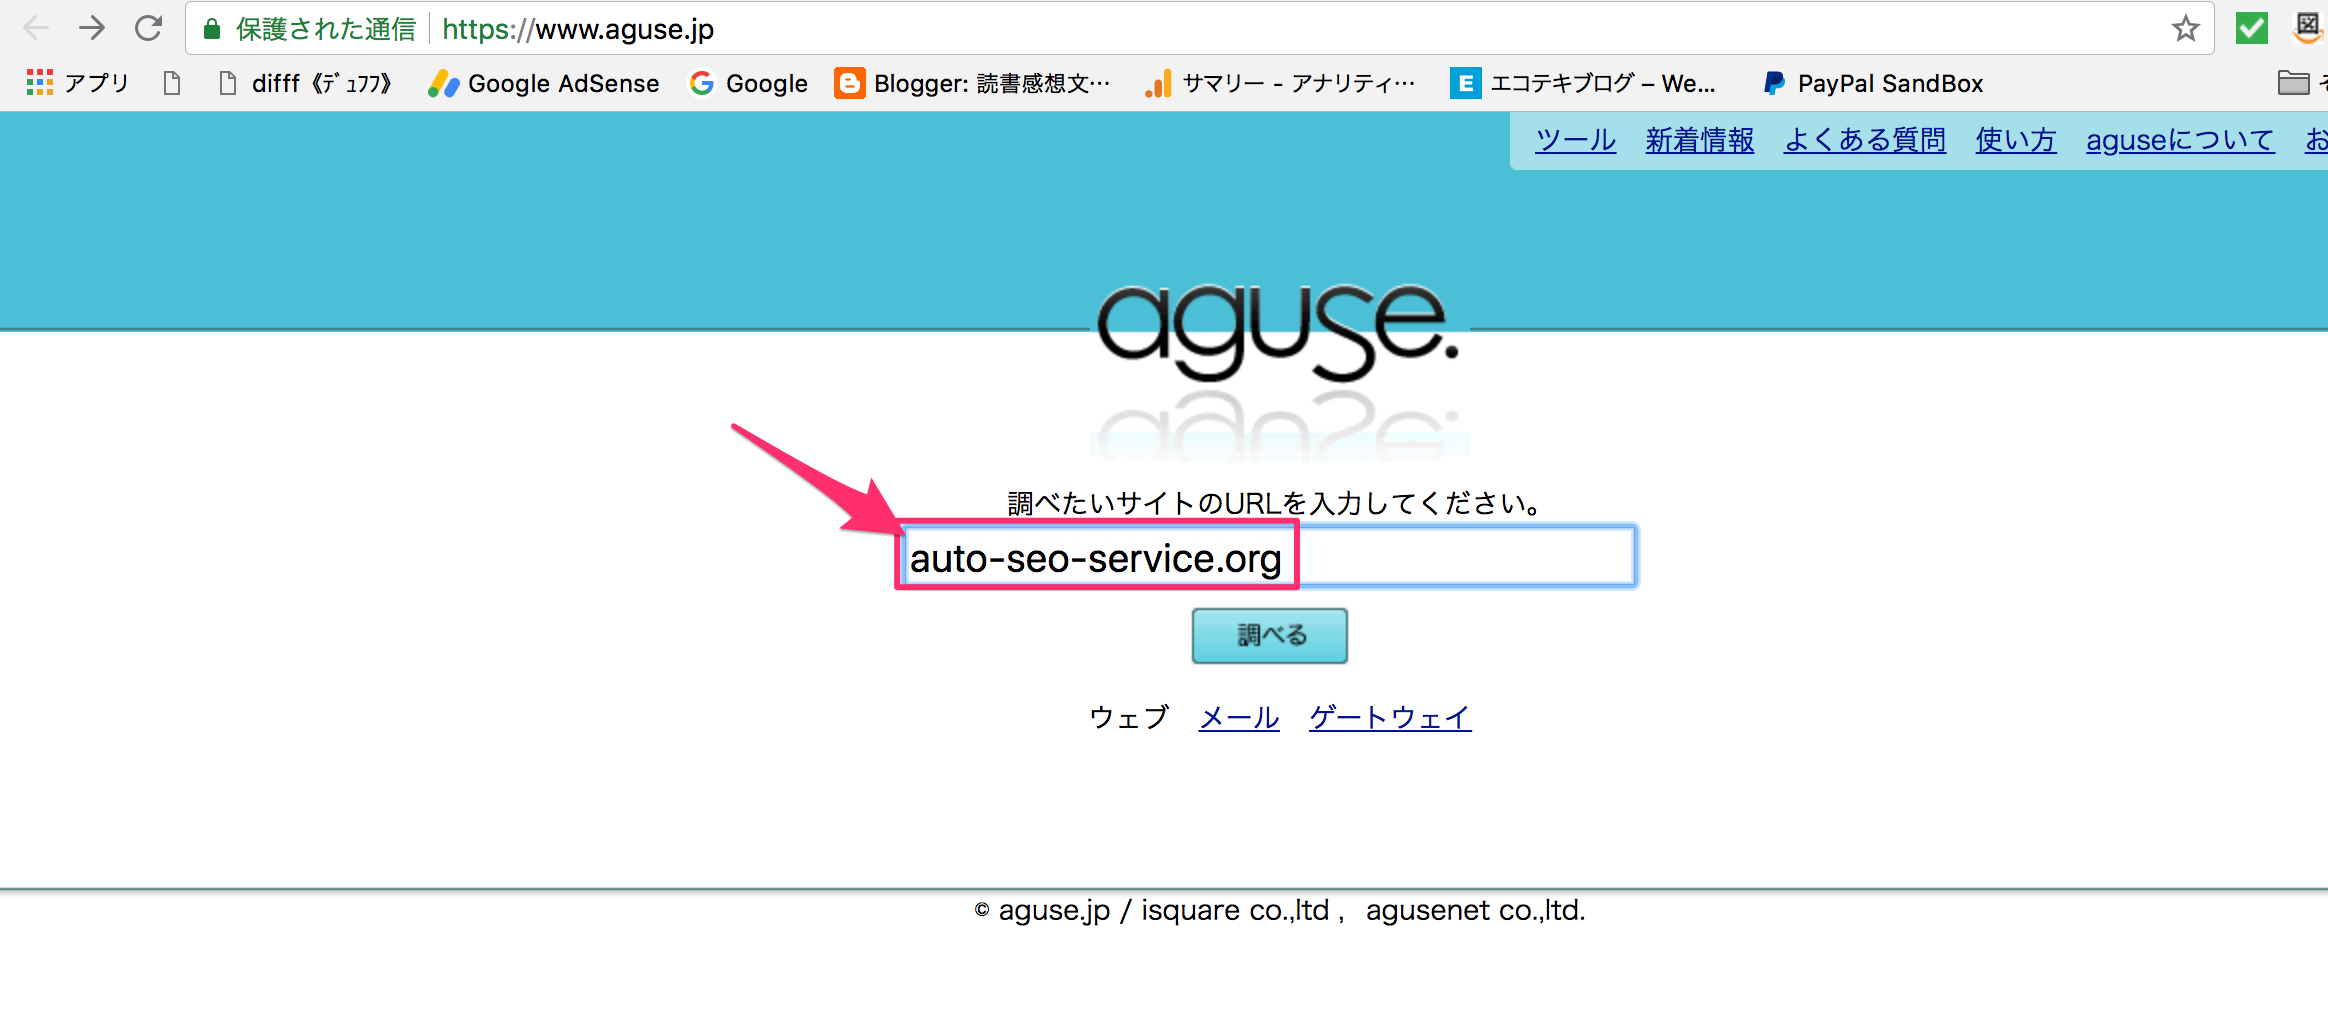 保護された通信 https://www.aguse.jp
アプリ difff《ﾃﾞｭﾌﾌ》 Google AdSense Google Blogger: 読書感想文… サマリー - アナリティ… エコテキブログ – We... PayPal SandBox そ
ツール 新着情報 よくある質問 使い方 aguseについて お
aguse.
調べたいサイトのURLを入力してください。
auto-seo-service.org
調べる
ウェブ メール ゲートウェイ
© aguse.jp / isquare co.,ltd , agusenet co.,ltd.